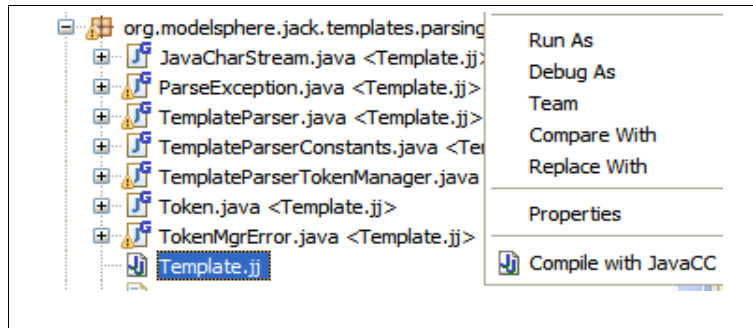 org.modelsphere.jack.templates.parsing
JavaCharStream.java <Template.jj>
ParseException.java <Template.jj>
TemplateParser.java <Template.jj>
TemplateParserConstants.java <Te
TemplateParserTokenManager.java
Token.java <Template.jj>
TokenMgrError.java <Template.jj>
Template.jj
Run As
Debug As
Team
Compare With
Replace With
Properties
Compile with JavaCC